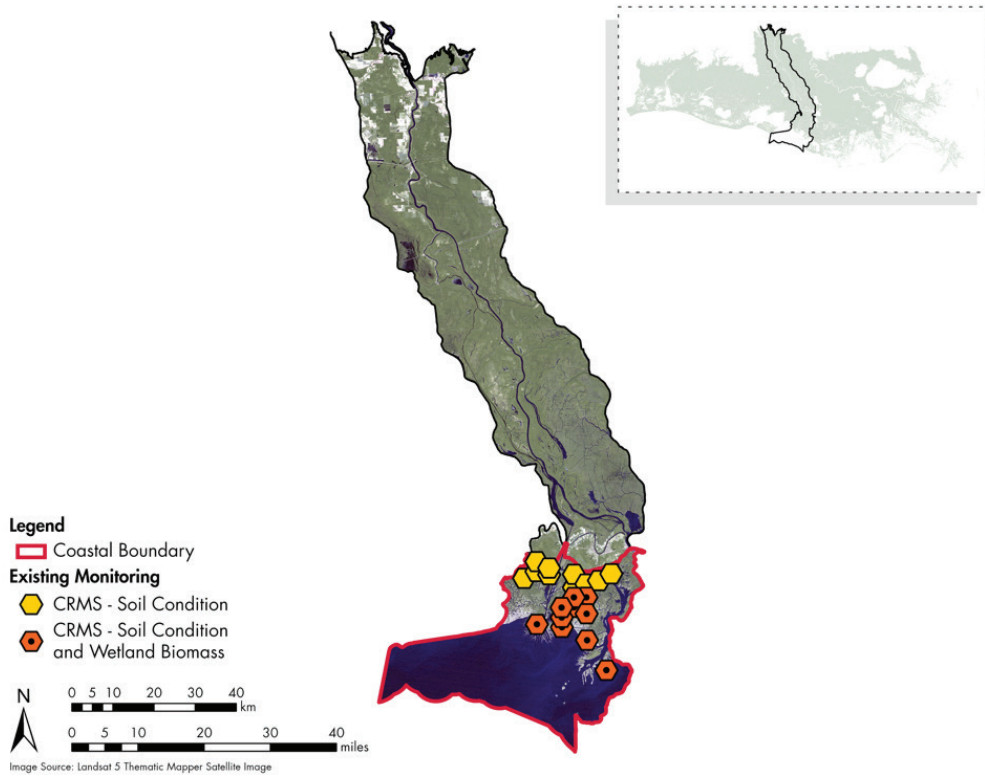 Legend
Coastal Boundary
Existing Monitoring
CRMS - Soil Condition
CRMS - Soil Condition
and Wetland Biomass
N
0 5 10 20 30 40
km
0 10 20 30 40
miles
Image Source: Landsat 5 Thematic Mapper Satellite Image